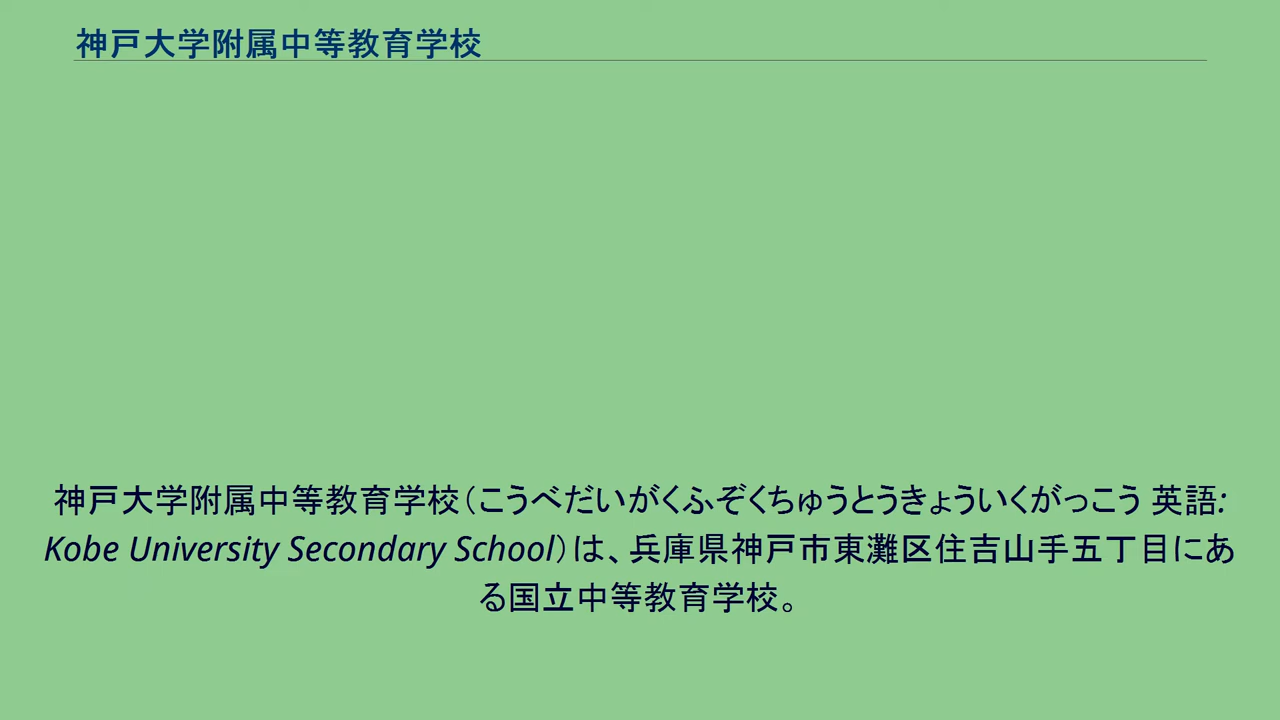 神戸大学附属中等教育学校
神戸大学附属中等教育学校（こうべだいがくふぞくちゅうとうきょういくがっこう 英語:
Kobe University Secondary School）は、兵庫県神戸市東灘区住吉山手五丁目にあ
る国立中等教育学校。